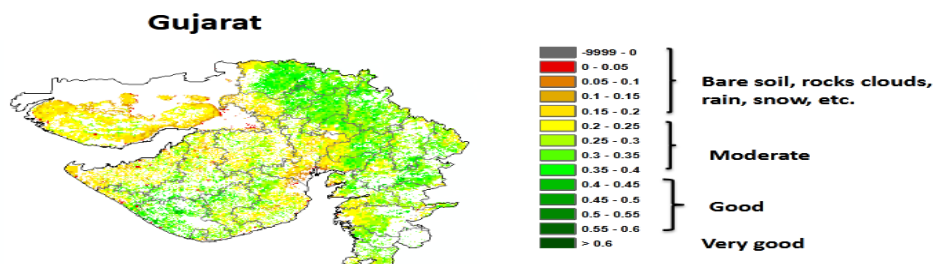 Gujarat
-9999 - 0
0 - 0.05
0.05 - 0.1
0.1 - 0.15
0.15 - 0.2
0.2 - 0.25
0.25 - 0.3
0.3 - 0.35
0.35 - 0.4
0.4 - 0.45
0.45 - 0.5
0.5 - 0.55
0.55 - 0.6
> 0.6
Bare soil, rocks clouds,
rain, snow, etc.
Moderate
Good
Very good